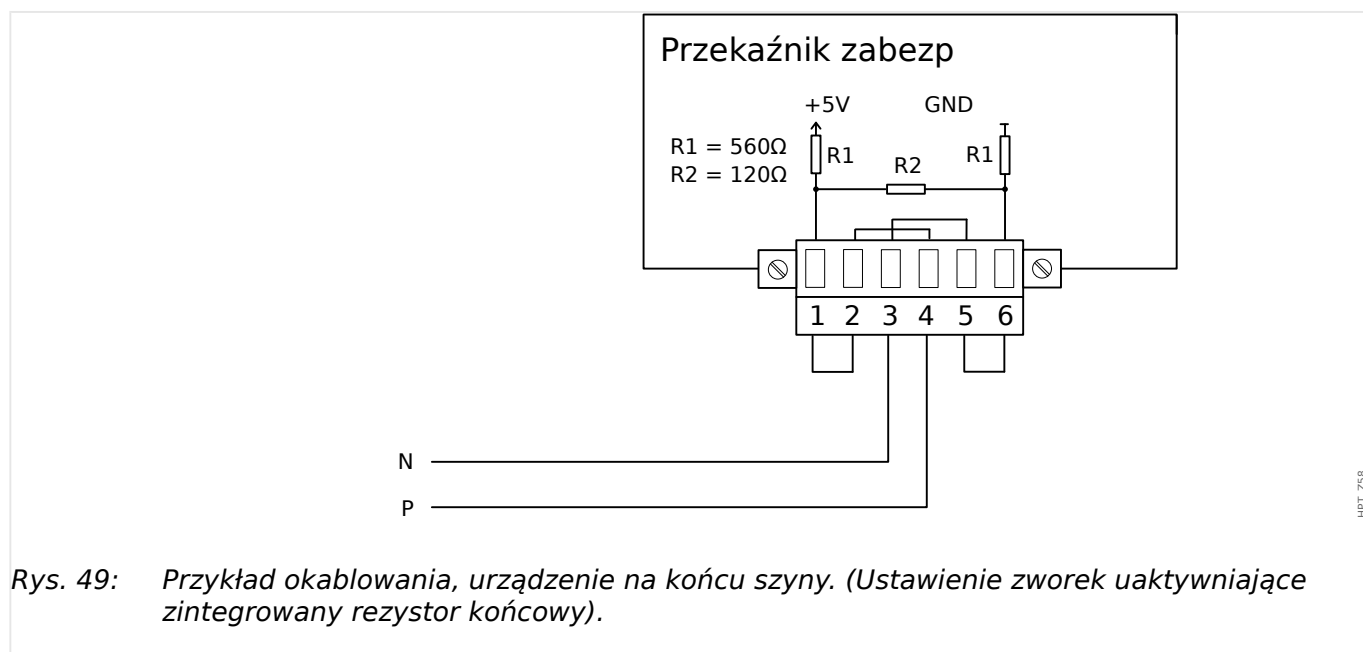 Przekaźnik zabezp
+5V GND
R1 = 560Ω
R2 = 120Ω
R1 R2 R1
1 2 3 4 5 6
N
P
HPT_Z58
Rys. 49: Przykład okablowania, urządzenie na końcu szyny. (Ustawienie zworek uaktywniające
zintegrowany rezystor końcowy).